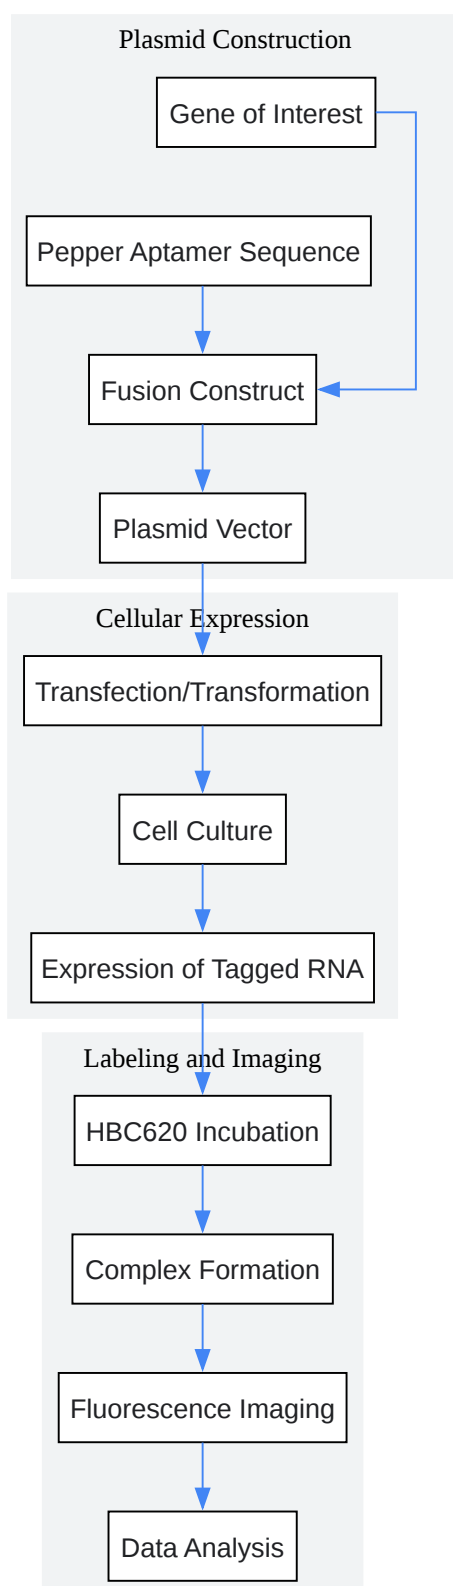 Plasmid Construction
Gene of Interest
Pepper Aptamer Sequence
Fusion Construct
Plasmid Vector
Cellular Expression
Transfection/Transformation
Cell Culture
Expression of Tagged RNA
Labeling and Imaging
HBC620 Incubation
Complex Formation
Fluorescence Imaging
Data Analysis